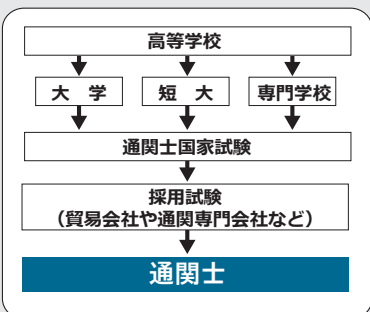 高等学校
大　学
短　大
専門学校
通関士国家試験
採用試験
（貿易会社や通関専門会社など）
通関士